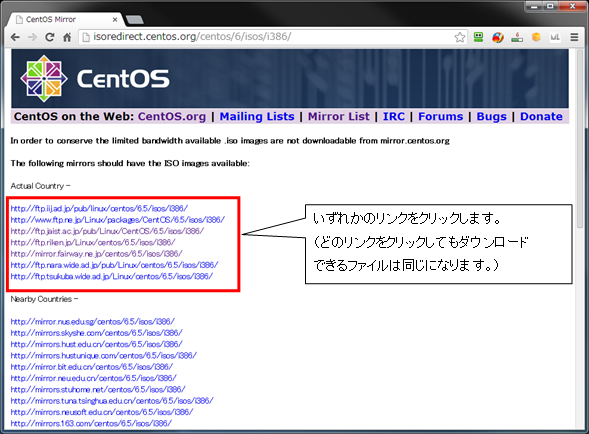 CentOS Mirror
isoredirect.centos.org/centos/6/isos/i386/
CentOS
CentOS on the Web: CentOS.org | Mailing Lists | Mirror List | IRC | Forums | Bugs | Donate
In order to conserve the limited bandwidth available .iso images are not downloadable from mirror.centos.org
The following mirrors should have the ISO images available:
Actual Country -
http://ftp.iij.ad.jp/pub/linux/centos/6.5/isos/i386/
http://www.ftp.ne.jp/Linux/packages/CentOS/6.5/isos/i386/
http://ftp.jaist.ac.jp/pub/Linux/CentOS/6.5/isos/i386/
http://ftp.riken.jp/Linux/centos/6.5/isos/i386/
http://mirror.fairway.ne.jp/centos/6.5/isos/i386/
http://ftp.nara.wide.ad.jp/pub/Linux/centos/6.5/isos/i386/
http://ftp.tsukuba.wide.ad.jp/Linux/centos/6.5/isos/i386/
いずれかのリンクをクリックします。
（どのリンクをクリックしてもダウンロード
できるファイルは同じになります。）
Nearby Countries -
http://mirror.nus.edu.sg/centos/6.5/isos/i386/
http://mirrors.skyshe.com/centos/6.5/isos/i386/
http://mirrors.hust.edu.cn/centos/6.5/isos/i386/
http://mirrors.hustunique.com/centos/6.5/isos/i386/
http://mirror.bit.edu.cn/centos/6.5/isos/i386/
http://mirror.neu.edu.cn/centos/6.5/isos/i386/
http://mirrors.stuhome.net/centos/6.5/isos/i386/
http://mirrors.tuna.tsinghua.edu.cn/centos/6.5/isos/i386/
http://mirrors.neusoft.edu.cn/centos/6.5/isos/i386/
http://mirrors.163.com/centos/6.5/isos/i386/